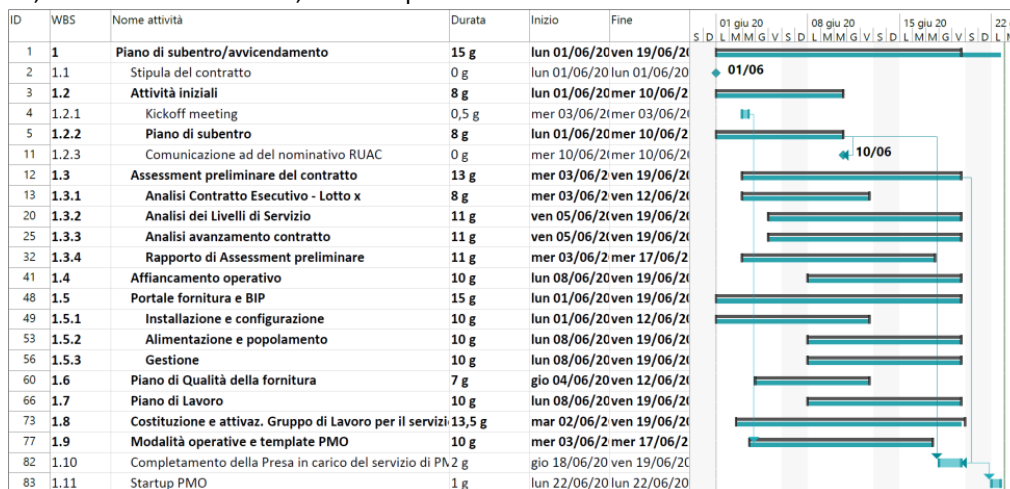 ID WBS Nome attività Durata Inizio Fine 01 giu 20 08 giu 20 15 giu 20 22
S D L M M G V S D L M M G V S D L M M G V S D L M
1 1 Piano di subentro/avvicendamento 15 g lun 01/06/20 ven 19/06/20
2 1.1 Stipula del contratto 0 g lun 01/06/20 lun 01/06/20 01/06
3 1.2 Attività iniziali 8 g lun 01/06/20 mer 10/06/2
4 1.2.1 Kickoff meeting 0,5 g mer 03/06/2 mer 03/06/2
5 1.2.2 Piano di subentro 8 g lun 01/06/20 mer 10/06/2
11 1.2.3 Comunicazione ad del nominativo RUAC 0 g mer 10/06/2 mer 10/06/2 10/06
12 1.3 Assessment preliminare del contratto 13 g mer 03/06/2 ven 19/06/20
13 1.3.1 Analisi Contratto Esecutivo - Lotto x 8 g mer 03/06/2 ven 12/06/20
20 1.3.2 Analisi dei Livelli di Servizio 11 g ven 05/06/20 ven 19/06/20
25 1.3.3 Analisi avanzamento contratto 11 g ven 05/06/20 ven 19/06/20
32 1.3.4 Rapporto di Assessment preliminare 11 g mer 03/06/2 mer 17/06/2
41 1.4 Affiancamento operativo 10 g lun 08/06/20 ven 19/06/20
48 1.5 Portale fornitura e BIP 15 g lun 01/06/20 ven 19/06/20
49 1.5.1 Installazione e configurazione 10 g lun 01/06/20 ven 12/06/20
53 1.5.2 Alimentazione e popolamento 10 g lun 08/06/20 ven 19/06/20
56 1.5.3 Gestione 10 g lun 08/06/20 ven 19/06/20
60 1.6 Piano di Qualità della fornitura 7 g gio 04/06/20 ven 12/06/20
66 1.7 Piano di Lavoro 10 g lun 08/06/20 ven 19/06/20
73 1.8 Costituzione e attivaz. Gruppo di Lavoro per il servizi 13,5 g mar 02/06/2 ven 19/06/20
77 1.9 Modalità operative e template PMO 10 g mer 03/06/2 mer 17/06/2
82 1.10 Completamento della Presa in carico del servizio di PM 2 g gio 18/06/20 ven 19/06/20
83 1.11 Startup PMO 1 g lun 22/06/20 lun 22/06/20